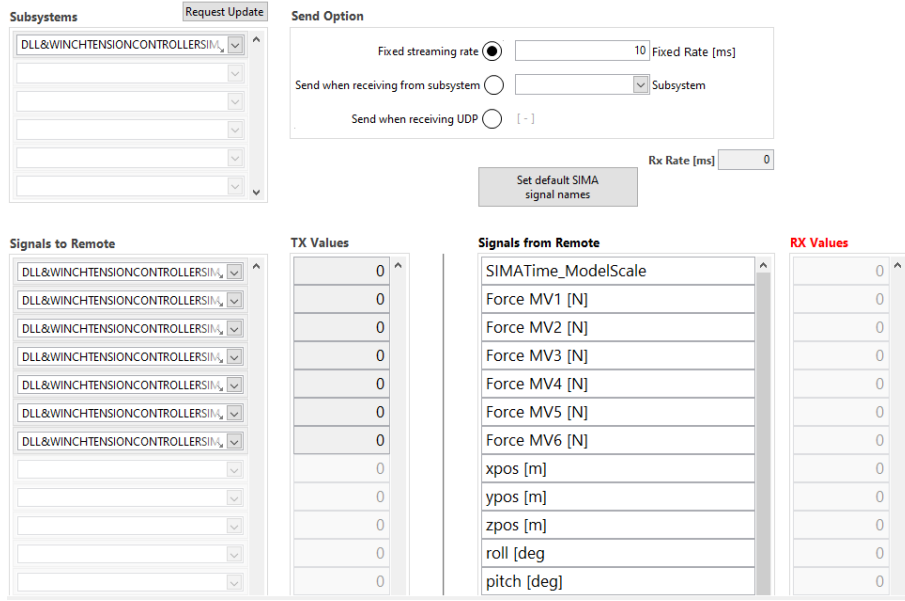 Subsystems
Request Update
DLL&WINCHTENSIONCONTROLLERSIM
Send Option
Fixed streaming rate
10 Fixed Rate [ms]
Send when receiving from subsystem
Subsystem
Send when receiving UDP
[ - ]
Rx Rate [ms] 0
Set default SIMA
signal names
Signals to Remote
DLL&WINCHTENSIONCONTROLLERSIM
DLL&WINCHTENSIONCONTROLLERSIM
DLL&WINCHTENSIONCONTROLLERSIM
DLL&WINCHTENSIONCONTROLLERSIM
DLL&WINCHTENSIONCONTROLLERSIM
DLL&WINCHTENSIONCONTROLLERSIM
DLL&WINCHTENSIONCONTROLLERSIM
TX Values
0
0
0
0
0
0
0
0
0
0
0
0
Signals from Remote
SIMATime_ModelScale
Force MV1 [N]
Force MV2 [N]
Force MV3 [N]
Force MV4 [N]
Force MV5 [N]
Force MV6 [N]
xpos [m]
ypos [m]
zpos [m]
roll [deg
pitch [deg]
RX Values
0
0
0
0
0
0
0
0
0
0
0
0